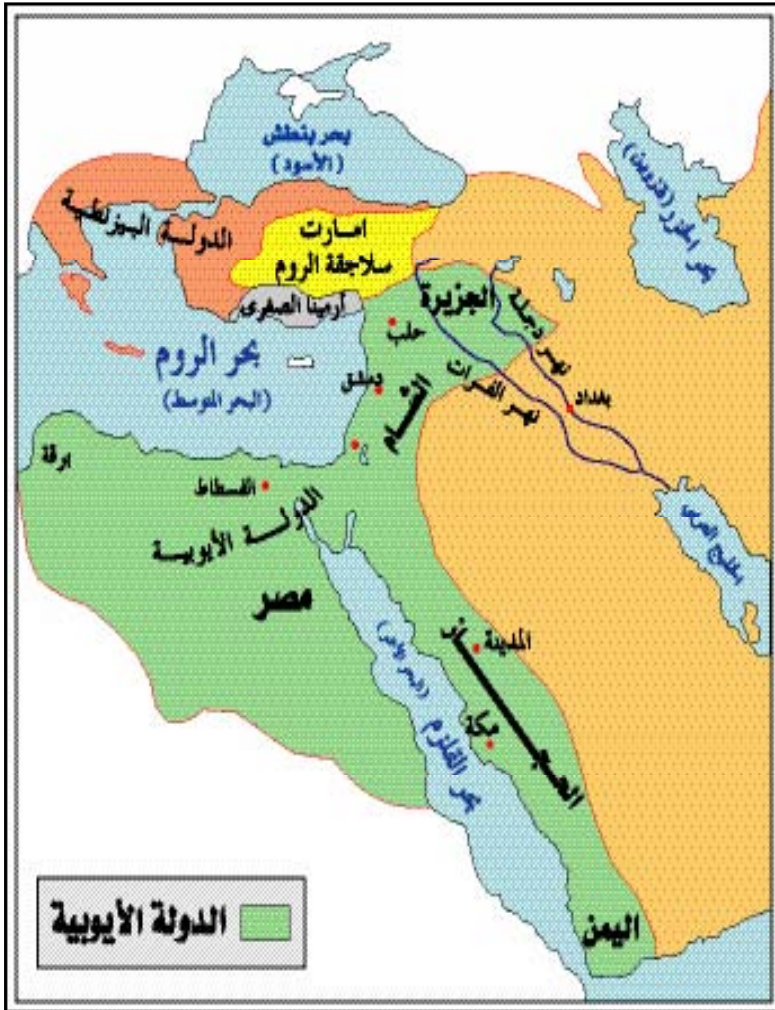 بحر بنطش
(الأسود)
بحر الخزر (قزوين)
الدولة البيزنطية
امارت
سلاجقة الروم
أرمينا الصغرى
الجزيرة
نهر دجلة
حلب
بحر الروم
(البحر المتوسط)
دمشق
الشام
نهر الفرات
بغداد
برقة
الفسطاط
الدولة الأيوبية
الخليج العربي
مصر
المدينة
الحجاز
(البحر الأحمر)
بحر القلزم
مكة
اليمن
الدولة الأيوبية